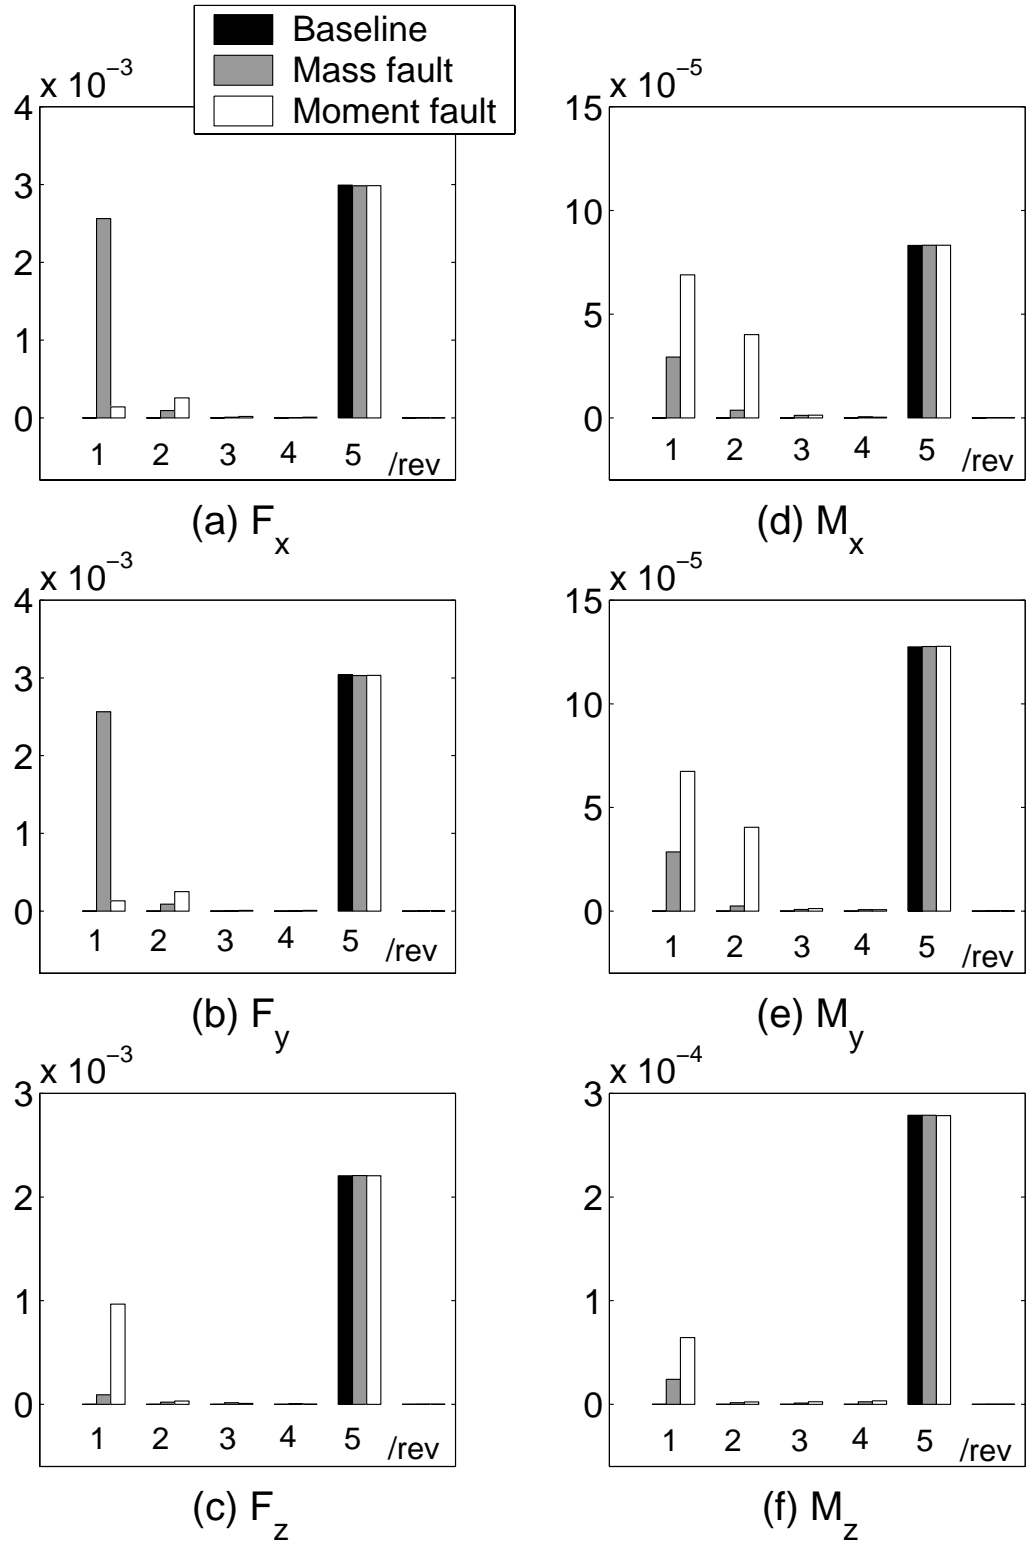 Baseline
Mass fault
Moment fault
x 10^−3
4
3
2
1
0
1 2 3 4 5 /rev
(a) F_x
x 10^−5
15
10
5
0
1 2 3 4 5 /rev
(d) M_x
x 10^−3
4
3
2
1
0
1 2 3 4 5 /rev
(b) F_y
x 10^−5
15
10
5
0
1 2 3 4 5 /rev
(e) M_y
x 10^−3
3
2
1
0
1 2 3 4 5 /rev
(c) F_z
x 10^−4
3
2
1
0
1 2 3 4 5 /rev
(f) M_z